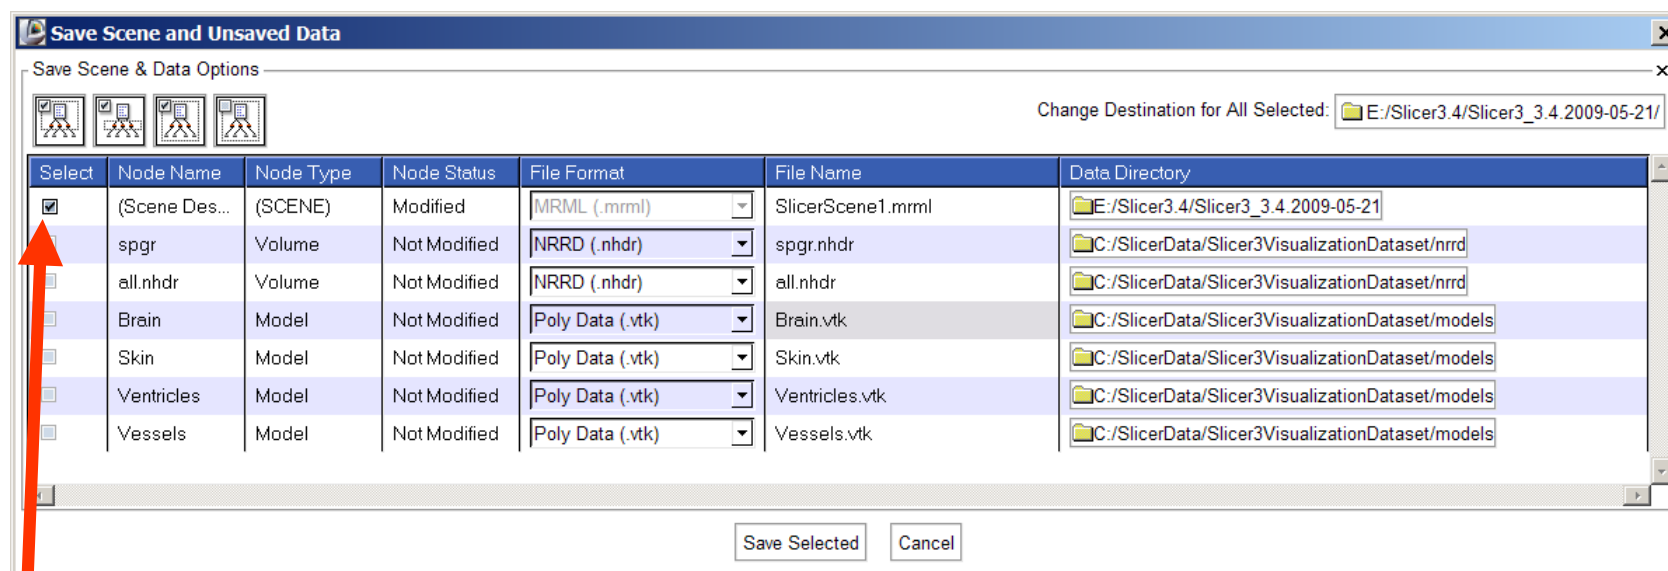 Save Scene and Unsaved Data
Save Scene & Data Options
Change Destination for All Selected: E:/Slicer3.4/Slicer3_3.4.2009-05-21/
Select Node Name Node Type Node Status File Format File Name Data Directory
(Scene Des... (SCENE) Modified MRML (.mrml) SlicerScene1.mrml E:/Slicer3.4/Slicer3_3.4.2009-05-21
spgr Volume Not Modified NRRD (.nhdr) spgr.nhdr C:/SlicerData/Slicer3VisualizationDataset/nrrd
all.nhdr Volume Not Modified NRRD (.nhdr) all.nhdr C:/SlicerData/Slicer3VisualizationDataset/nrrd
Brain Model Not Modified Poly Data (.vtk) Brain.vtk C:/SlicerData/Slicer3VisualizationDataset/models
Skin Model Not Modified Poly Data (.vtk) Skin.vtk C:/SlicerData/Slicer3VisualizationDataset/models
Ventricles Model Not Modified Poly Data (.vtk) Ventricles.vtk C:/SlicerData/Slicer3VisualizationDataset/models
Vessels Model Not Modified Poly Data (.vtk) Vessels.vtk C:/SlicerData/Slicer3VisualizationDataset/models
Save Selected Cancel